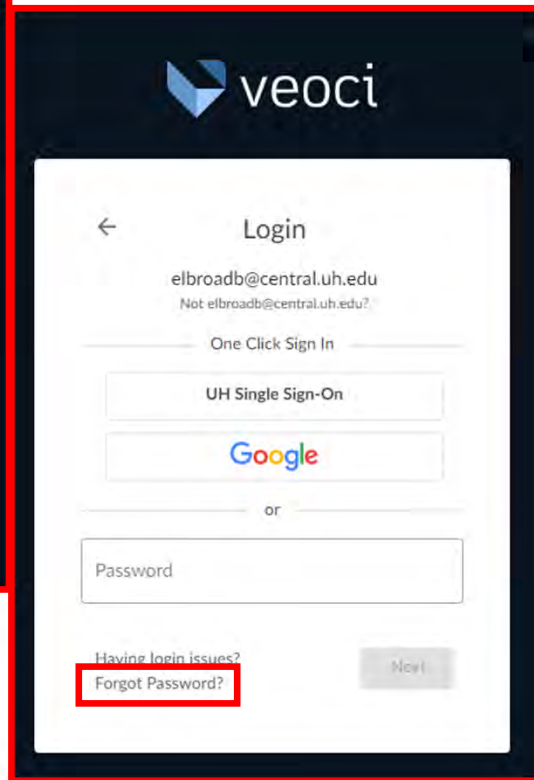 veoci
Login
elbroadb@central.uh.edu
Not elbroadb@central.uh.edu?
One Click Sign In
UH Single Sign-On
Google
or
Password
Having login issues?
Next
Forgot Password?